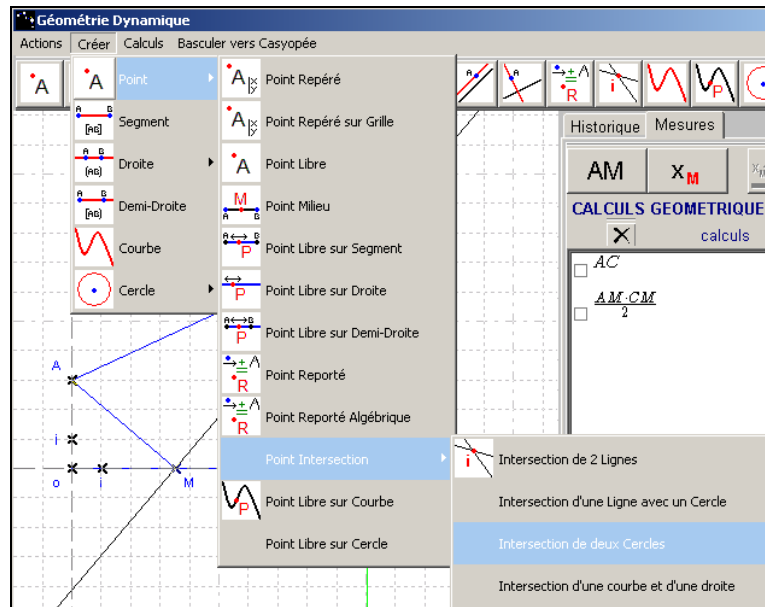 Géométrie Dynamique
Actions Créer Calculs Basculer vers Casyopée
Point
Segment
Droite
Demi-Droite
Courbe
Cercle
Point Repéré
Point Repéré sur Grille
Point Libre
Point Milieu
Point Libre sur Segment
Point Libre sur Droite
Point Libre sur Demi-Droite
Point Reporté
Point Reporté Algébrique
Point Intersection
Point Libre sur Courbe
Point Libre sur Cercle
Intersection de 2 Lignes
Intersection d'une Ligne avec un Cercle
Intersection de deux Cercles
Intersection d'une courbe et d'une droite
Historique Mesures
AM xM
CALCULS GEOMETRIQUE
calculs
AC
AM·CM
2
A
i
o i M